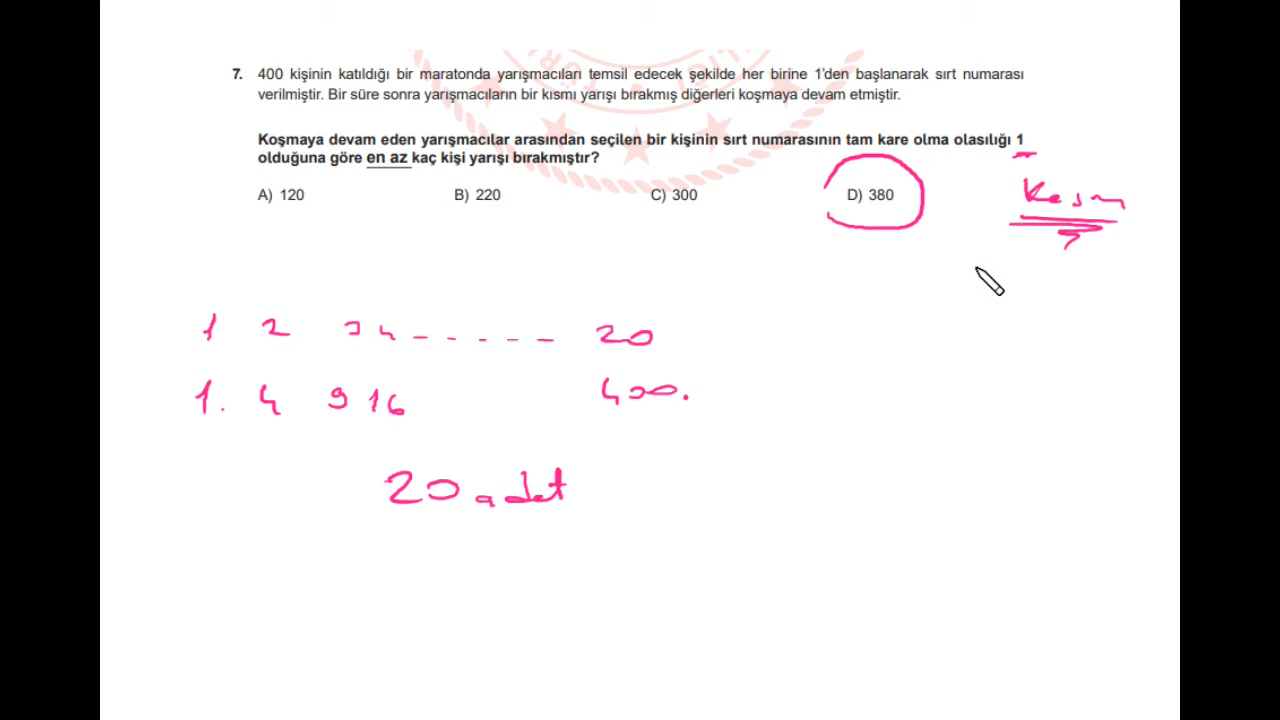 7. 400 kişinin katıldığı bir maratonda yarışmacıları temsil edecek şekilde her birine 1'den başlanarak sırt numarası
verilmiştir. Bir süre sonra yarışmacıların bir kısmı yarışı bırakmış diğerleri koşmaya devam etmiştir.
Koşmaya devam eden yarışmacılar arasından seçilen bir kişinin sırt numarasının tam kare olma olasılığı 1
olduğuna göre en az kaç kişi yarışı bırakmıştır?
A) 120 B) 220 C) 300 D) 380
Kesin
1 2 3 4 ------ 20
1. 4 9 16 400.
20 adet